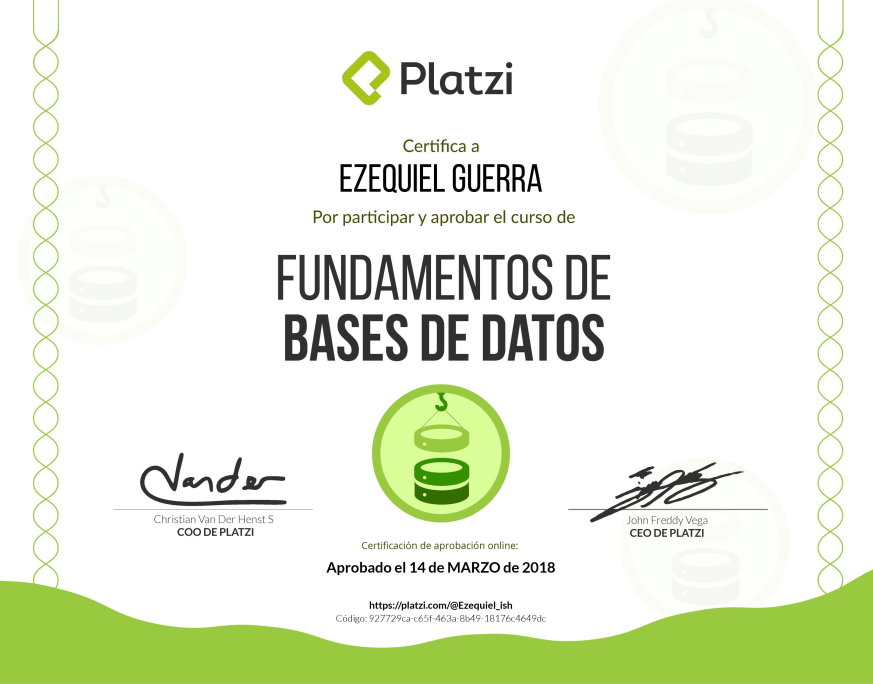 Platzi
Certifica a
EZEQUIEL GUERRA
Por participar y aprobar el curso de
FUNDAMENTOS DE
BASES DE DATOS
Vander
Christian Van Der Henst S
COO DE PLATZI
John Freddy Vega
CEO DE PLATZI
Certificación de aprobación online:
Aprobado el 14 de MARZO de 2018
https://platzi.com/@Ezequiel_ish
Código: 927729ca-c65f-463a-8b49-18176c4649dc